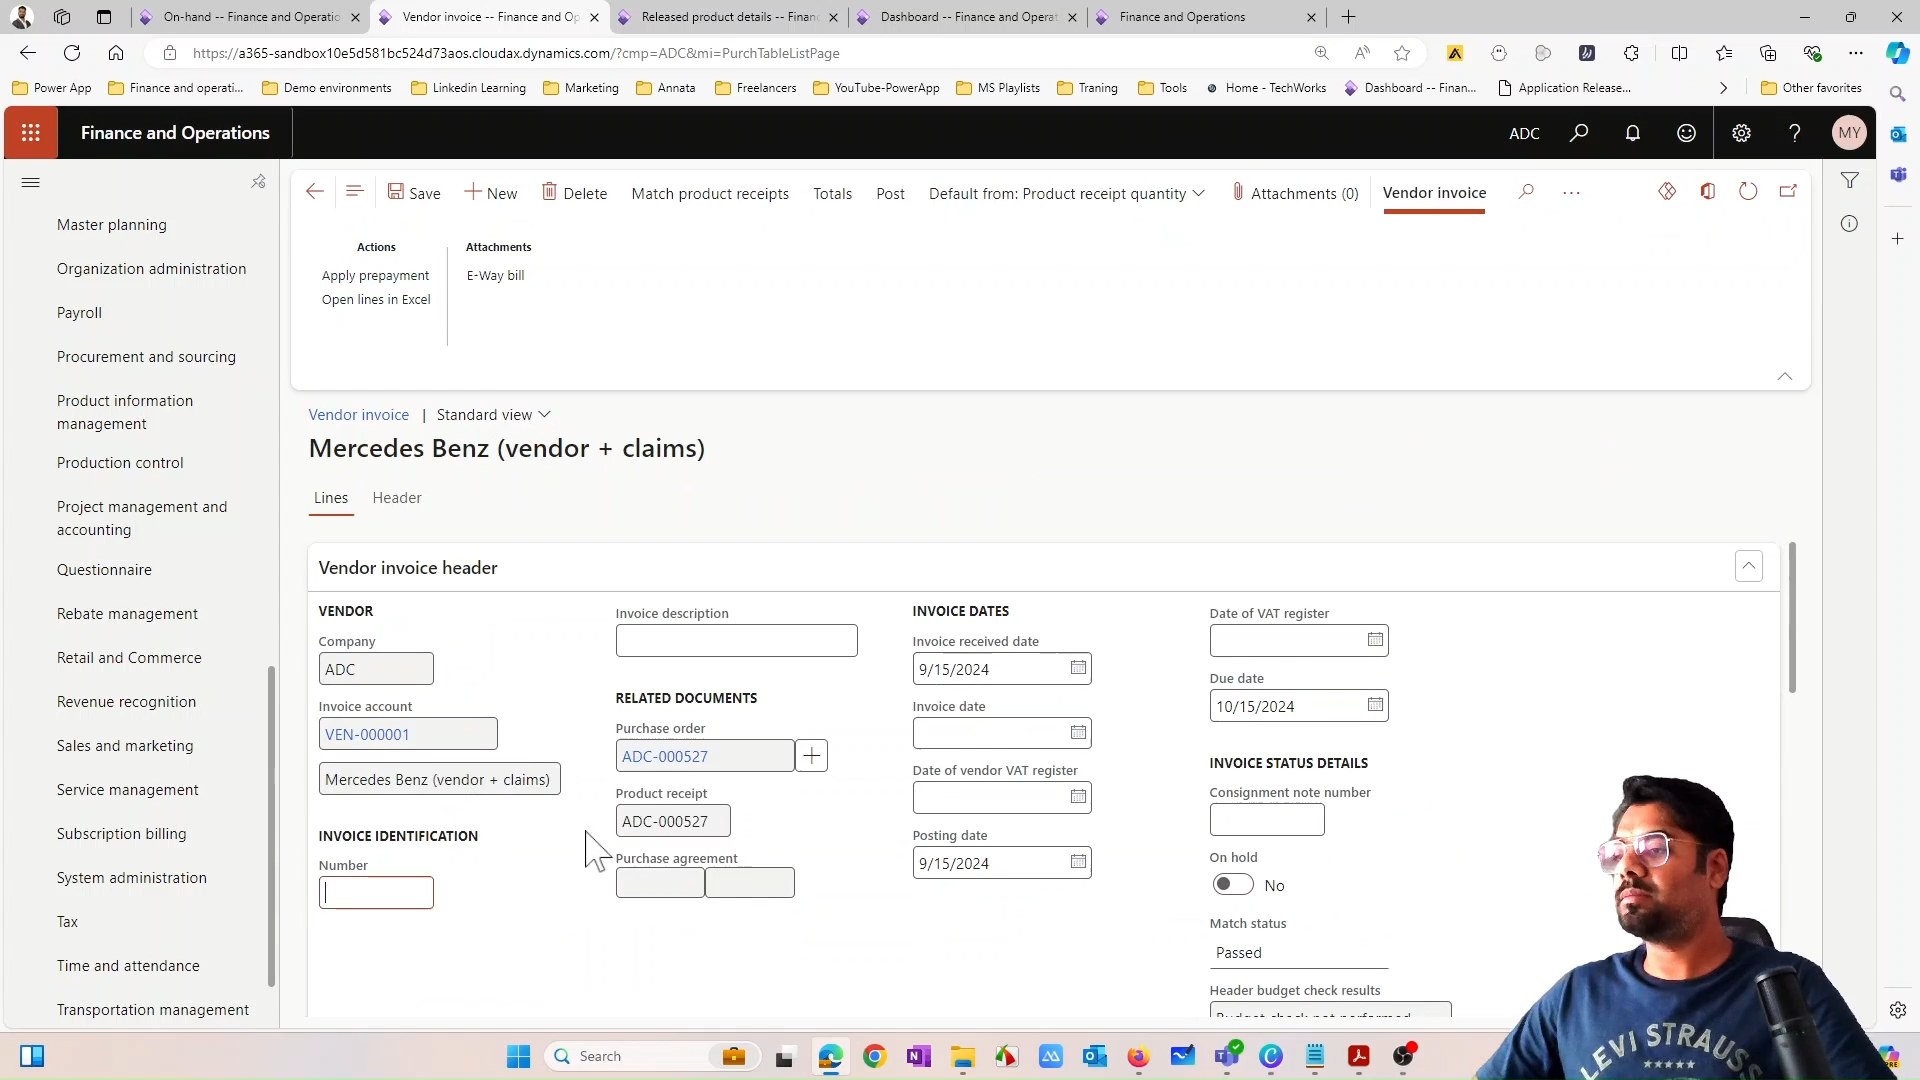 On-hand -- Finance and Operatio
Vendor invoice -- Finance and Op
Released product details -- Finan
Dashboard -- Finance and Operat
Finance and Operations
https://a365-sandbox10e5d581bc524d73aos.cloudax.dynamics.com/?cmp=ADC&mi=PurchTableListPage
Power App
Finance and operati...
Demo environments
Linkedin Learning
Marketing
Annata
Freelancers
YouTube-PowerApp
MS Playlists
Traning
Tools
Home - TechWorks
Dashboard -- Finan...
Application Release...
Other favorites
Finance and Operations
ADC
MY
Save
New
Delete
Match product receipts
Totals
Post
Default from: Product receipt quantity
Attachments (0)
Vendor invoice
Actions
Apply prepayment
Open lines in Excel
Attachments
E-Way bill
Master planning
Organization administration
Payroll
Procurement and sourcing
Product information
management
Production control
Project management and
accounting
Questionnaire
Rebate management
Retail and Commerce
Revenue recognition
Sales and marketing
Service management
Subscription billing
System administration
Tax
Time and attendance
Transportation management
Vendor invoice | Standard view
Mercedes Benz (vendor + claims)
Lines
Header
Vendor invoice header
VENDOR
Company
ADC
Invoice account
VEN-000001
Mercedes Benz (vendor + claims)
INVOICE IDENTIFICATION
Number
Invoice description
RELATED DOCUMENTS
Purchase order
ADC-000527
Product receipt
ADC-000527
Purchase agreement
INVOICE DATES
Invoice received date
9/15/2024
Invoice date
Date of vendor VAT register
Posting date
9/15/2024
Date of VAT register
Due date
10/15/2024
INVOICE STATUS DETAILS
Consignment note number
On hold
No
Match status
Passed
Header budget check results
Budget check not performed
LEVI STRAUSS
Search